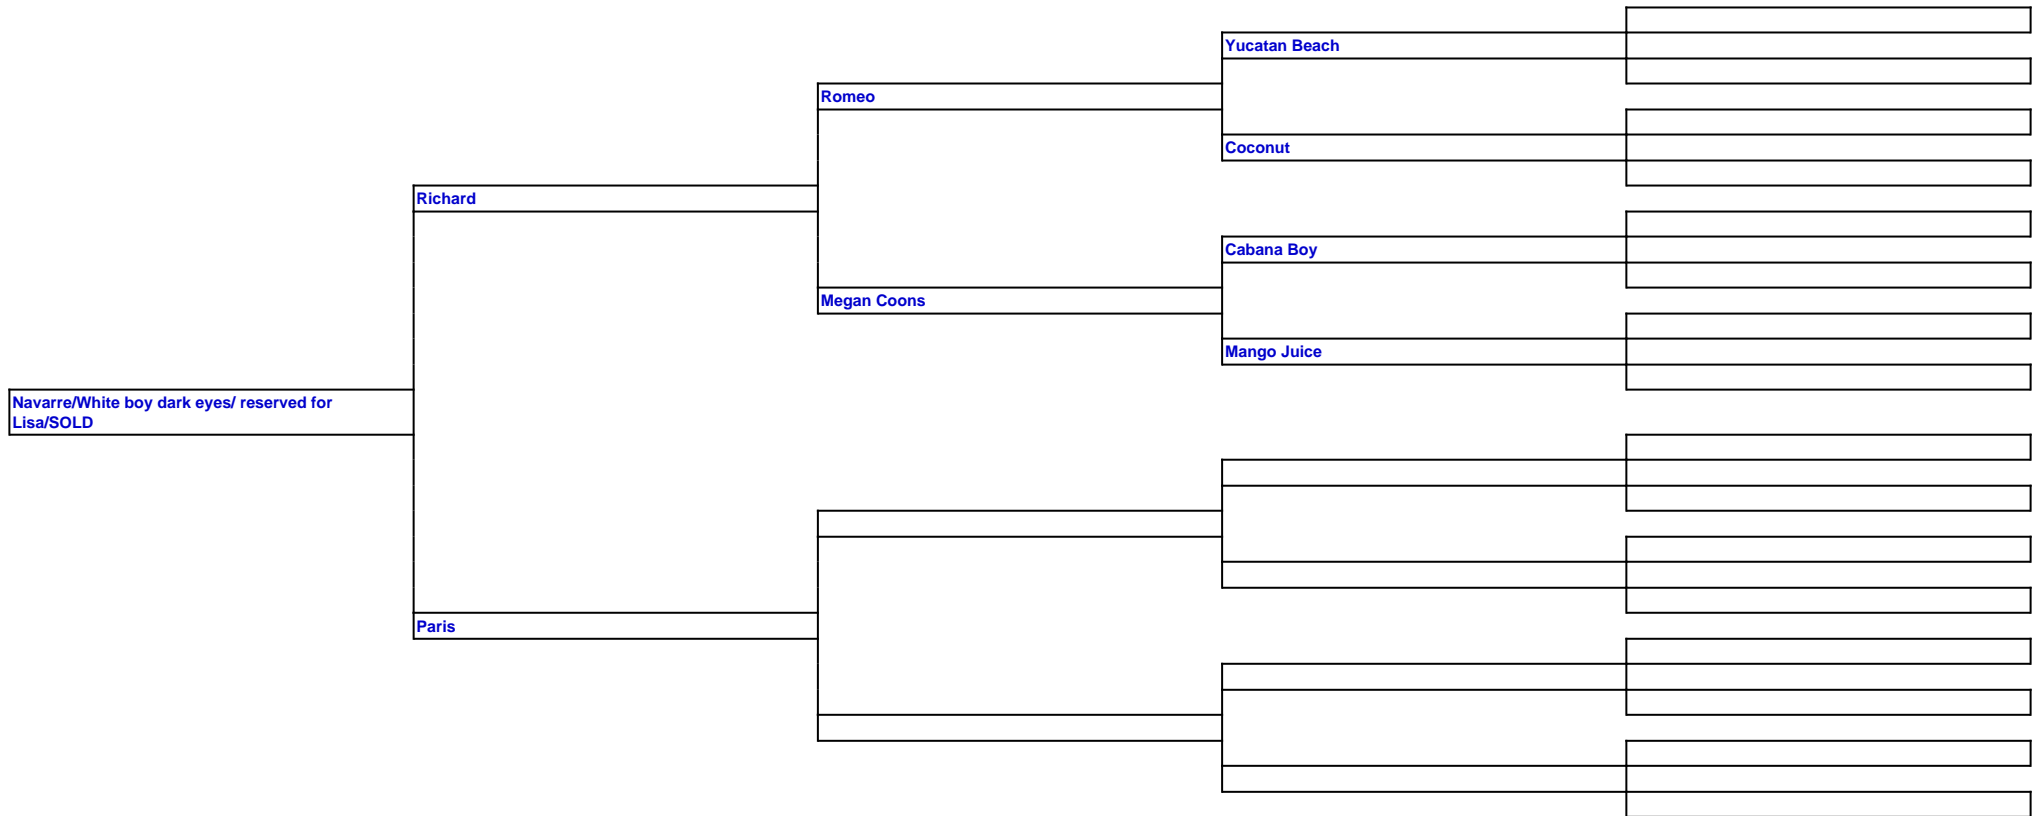 Yucatan Beach
Romeo
Coconut
Richard
Cabana Boy
Megan Coons
Mango Juice
Navarre/White boy dark eyes/ reserved for
Lisa/SOLD
Paris